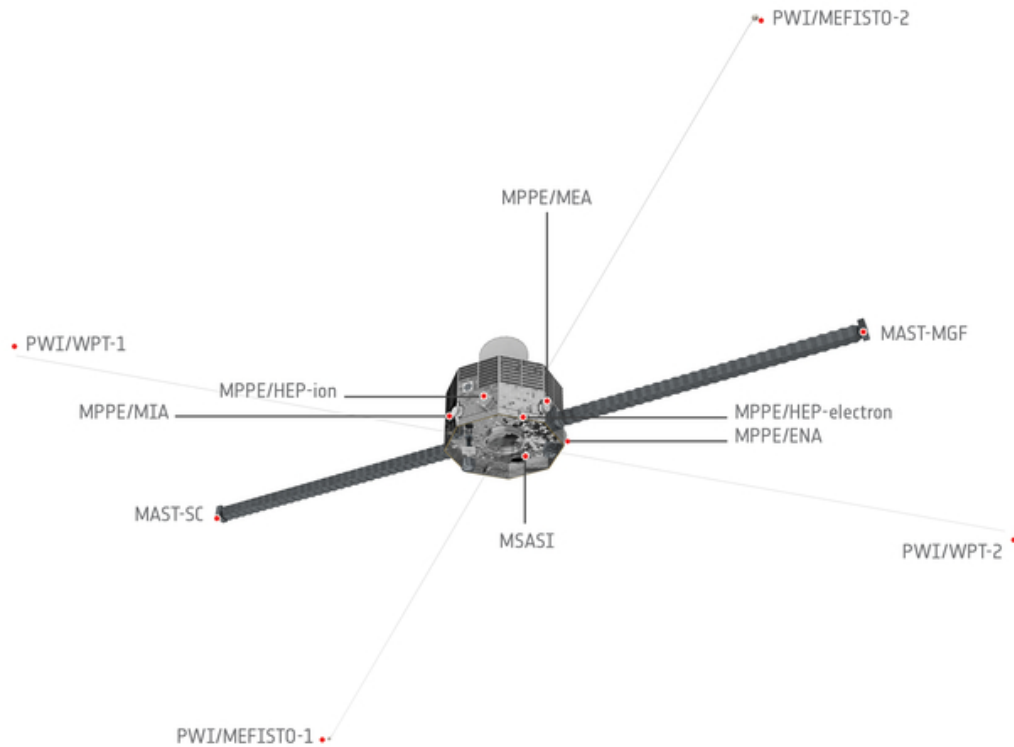 PWI/MEFISTO-2
MPPE/MEA
MAST-MGF
PWI/WPT-1
MPPE/HEP-ion
MPPE/MIA
MPPE/HEP-electron
MPPE/ENA
MAST-SC
MSASI
PWI/WPT-2
PWI/MEFISTO-1